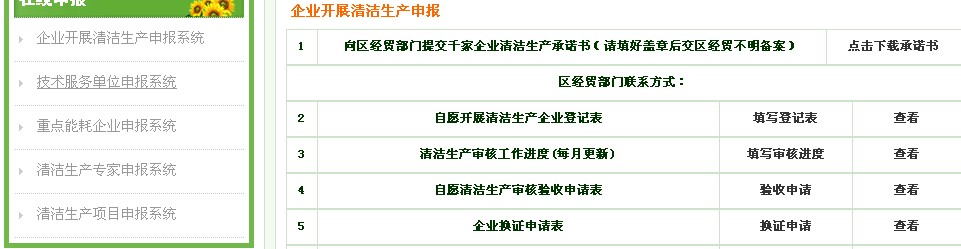 在线申报
企业开展清洁生产申报系统
技术服务单位申报系统
重点能耗企业申报系统
清洁生产专家申报系统
清洁生产项目申报系统
企业开展清洁生产申报
1 向区经贸部门提交千家企业清洁生产承诺书(请填好盖章后交区经贸不明备案) 点击下载承诺书
区经贸部门联系方式：
2 自愿开展清洁生产企业登记表 填写登记表 查看
3 清洁生产审核工作进度(每月更新) 填写审核进度 查看
4 自愿清洁生产审核验收申请表 验收申请 查看
5 企业换证申请表 换证申请 查看